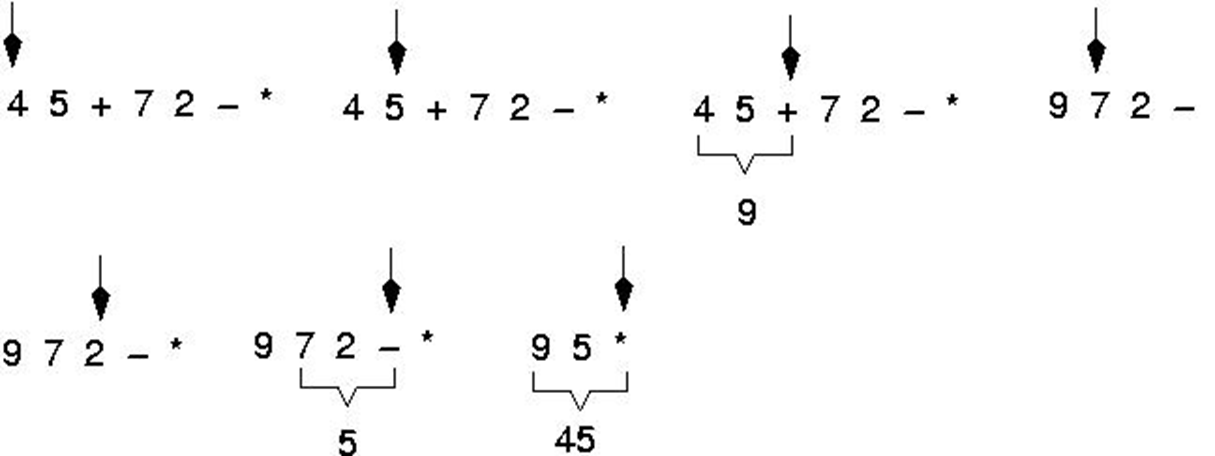 4 5 + 7 2 – * 4 5 + 7 2 – * 4 5 + 7 2 – * 9 7 2 –
9
9 7 2 – * 9 7 2 – * 9 5 *
5 45